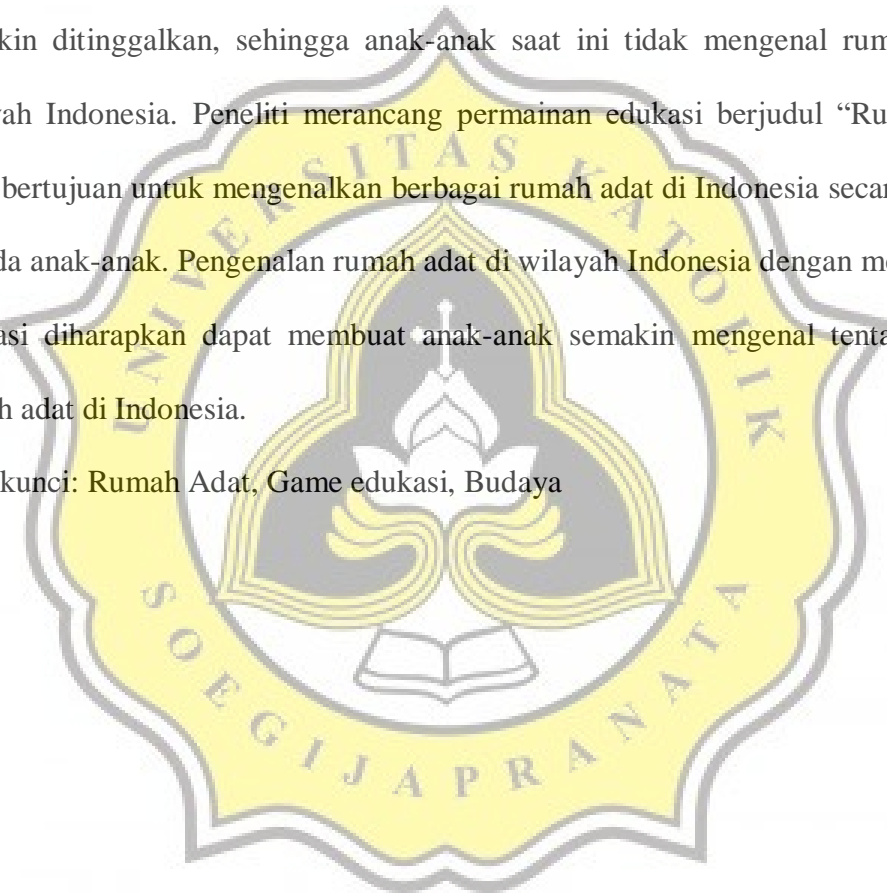 kin ditinggalkan, sehingga anak-anak saat ini tidak mengenal rum
ah Indonesia. Peneliti merancang permainan edukasi berjudul “Ru
bertujuan untuk mengenalkan berbagai rumah adat di Indonesia secar
da anak-anak. Pengenalan rumah adat di wilayah Indonesia dengan me
asi diharapkan dapat membuat anak-anak semakin mengenal tenta
h adat di Indonesia.
kunci: Rumah Adat, Game edukasi, Budaya
UNIVERSITAS KATOLIK
SOEGIJAPRANATA